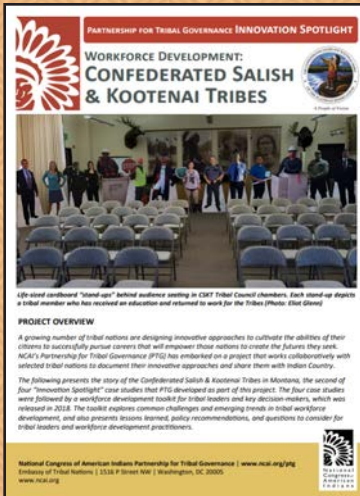 PARTNERSHIP FOR TRIBAL GOVERNANCE INNOVATION SPOTLIGHT
WORKFORCE DEVELOPMENT:
CONFEDERATED SALISH
& KOOTENAI TRIBES
Life-sized cardboard "stand-ups" behind audience seating in CSKT Tribal Council chambers. Each stand-up depicts
a tribal member who has received an education and returned to work for the Tribes (Photo: Eliot Glenn)
PROJECT OVERVIEW
A growing number of tribal nations are designing innovative approaches to cultivate the abilities of their
citizens to successfully pursue careers that will empower those nations to create the futures they seek.
NCAI's Partnership for Tribal Governance (PTG) has embarked on a project that works collaboratively with
selected tribal nations to document their innovative approaches and share them with Indian Country.
The following presents the story of the Confederated Salish & Kootenai Tribes in Montana, the second of
four "Innovation Spotlight" case studies that PTG developed as part of this project. The four case studies
were followed by a workforce development toolkit for tribal leaders and key decision-makers, which was
released in 2018. The toolkit explores common challenges and emerging trends in tribal workforce
development, and also presents lessons learned, policy recommendations, and questions to consider for
tribal leaders and workforce development practitioners.
National Congress of American Indians Partnership for Tribal Governance | www.ncai.org/ptg
Embassy of Tribal Nations | 1516 P Street NW | Washington, DC 20005
www.ncai.org
National
Congress of
American
Indians